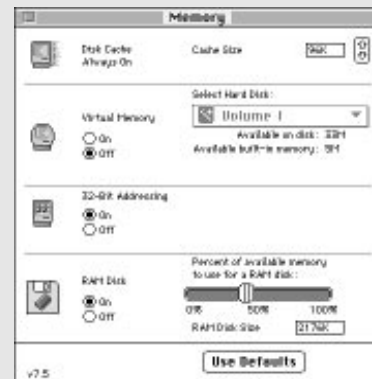 Memory
Disk Cache
Always On
Cache Size
96K
Select Hard Disk:
Volume 1
Available on disk: 33M
Available built-in memory: 9M
Virtual Memory
On
Off
32-Bit Addressing
On
Off
Percent of available memory
to use for a RAM disk:
RAM Disk
On
Off
0% 50% 100%
RAM Disk Size 2176K
Use Defaults
v7.5